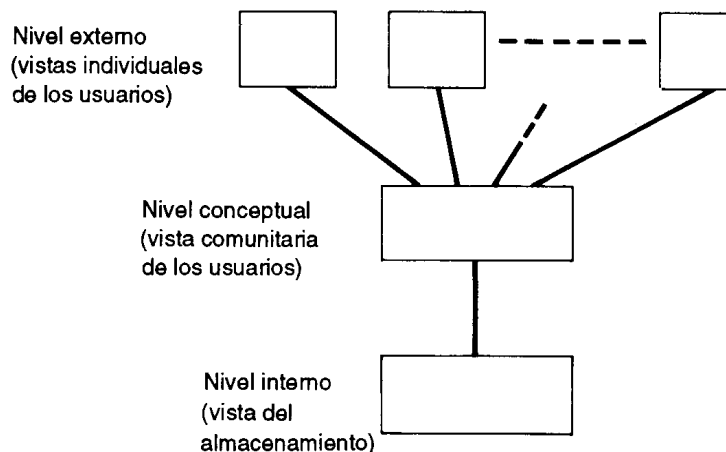 Nivel externo
(vistas individuales
de los usuarios)
Nivel conceptual
(vista comunitaria
de los usuarios)
Nivel interno
(vista del
almacenamiento)